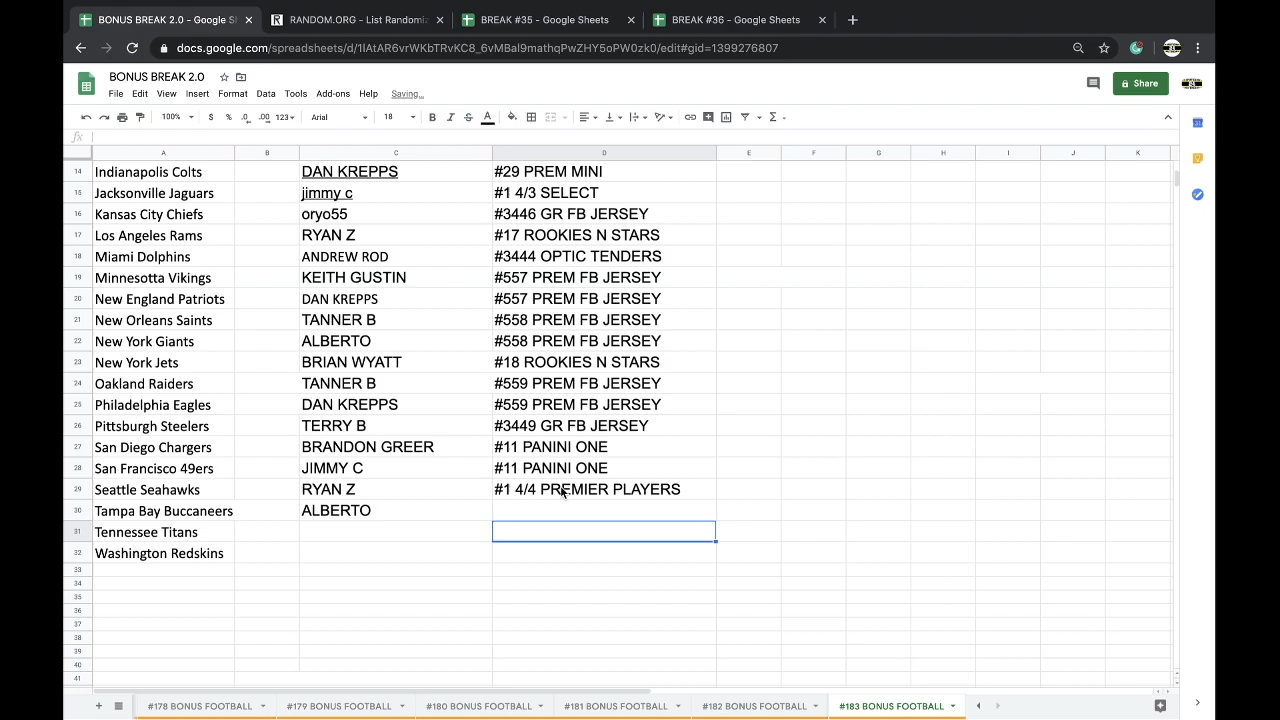 BONUS BREAK 2.0 - Google S
RANDOM.ORG - List Randomiz
BREAK #35 - Google Sheets
BREAK #36 - Google Sheets
docs.google.com/spreadsheets/d/1IAtAR6vrWKbTRvKC8_6vMBal9mathqPwZHY5oPW0zk0/edit#gid=1399276807
BONUS BREAK 2.0
File Edit View Insert Format Data Tools Add-ons Help Saving...
Share
100% $ % .0 .00 123 Arial 18 B I S A
fx
A B C D E F G H I J K
14 Indianapolis Colts DAN KREPPS #29 PREM MINI
15 Jacksonville Jaguars jimmy c #1 4/3 SELECT
16 Kansas City Chiefs oryo55 #3446 GR FB JERSEY
17 Los Angeles Rams RYAN Z #17 ROOKIES N STARS
18 Miami Dolphins ANDREW ROD #3444 OPTIC TENDERS
19 Minnesotta Vikings KEITH GUSTIN #557 PREM FB JERSEY
20 New England Patriots DAN KREPPS #557 PREM FB JERSEY
21 New Orleans Saints TANNER B #558 PREM FB JERSEY
22 New York Giants ALBERTO #558 PREM FB JERSEY
23 New York Jets BRIAN WYATT #18 ROOKIES N STARS
24 Oakland Raiders TANNER B #559 PREM FB JERSEY
25 Philadelphia Eagles DAN KREPPS #559 PREM FB JERSEY
26 Pittsburgh Steelers TERRY B #3449 GR FB JERSEY
27 San Diego Chargers BRANDON GREER #11 PANINI ONE
28 San Francisco 49ers JIMMY C #11 PANINI ONE
29 Seattle Seahawks RYAN Z #1 4/4 PREMIER PLAYERS
30 Tampa Bay Buccaneers ALBERTO
31 Tennessee Titans
32 Washington Redskins
33
34
35
36
37
38
39
40
41
#178 BONUS FOOTBALL #179 BONUS FOOTBALL #180 BONUS FOOTBALL #181 BONUS FOOTBALL #182 BONUS FOOTBALL #183 BONUS FOOTBALL